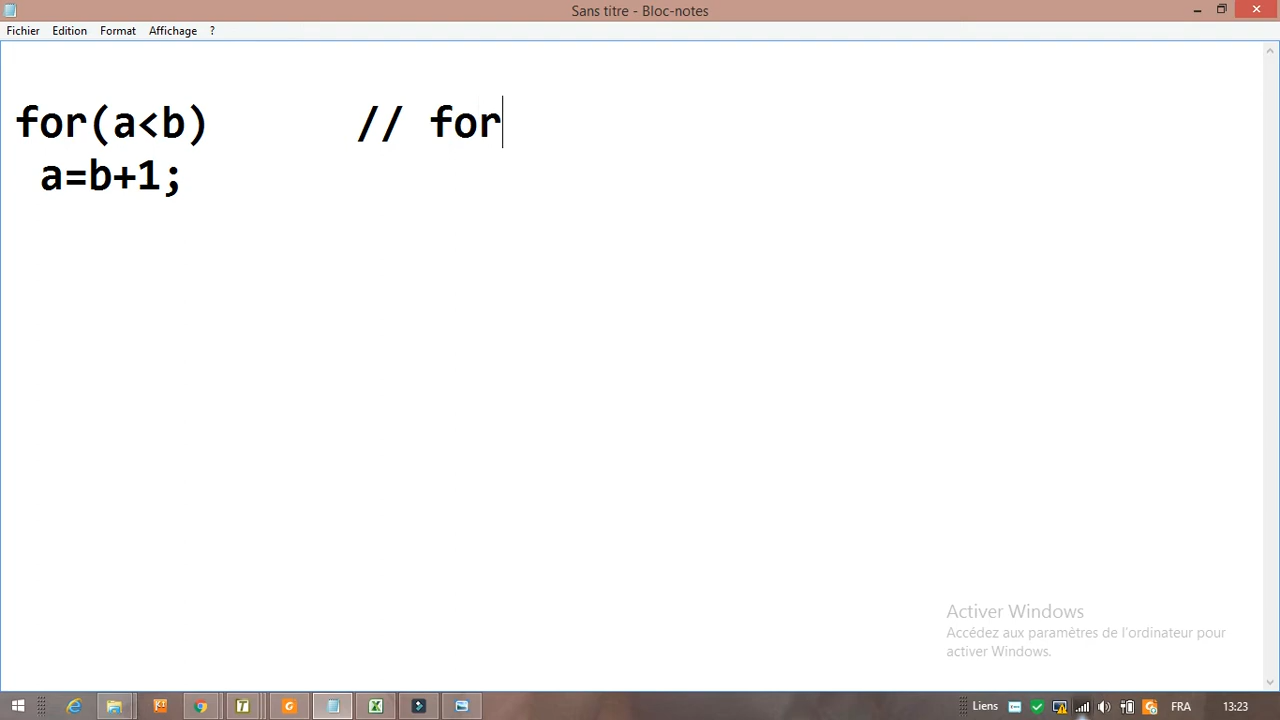 Sans titre - Bloc-notes
Fichier Edition Format Affichage ?
for(a<b) // for
a=b+1;
Activer Windows
Accédez aux paramètres de l'ordinateur pour
activer Windows.
Liens FRA 13:23